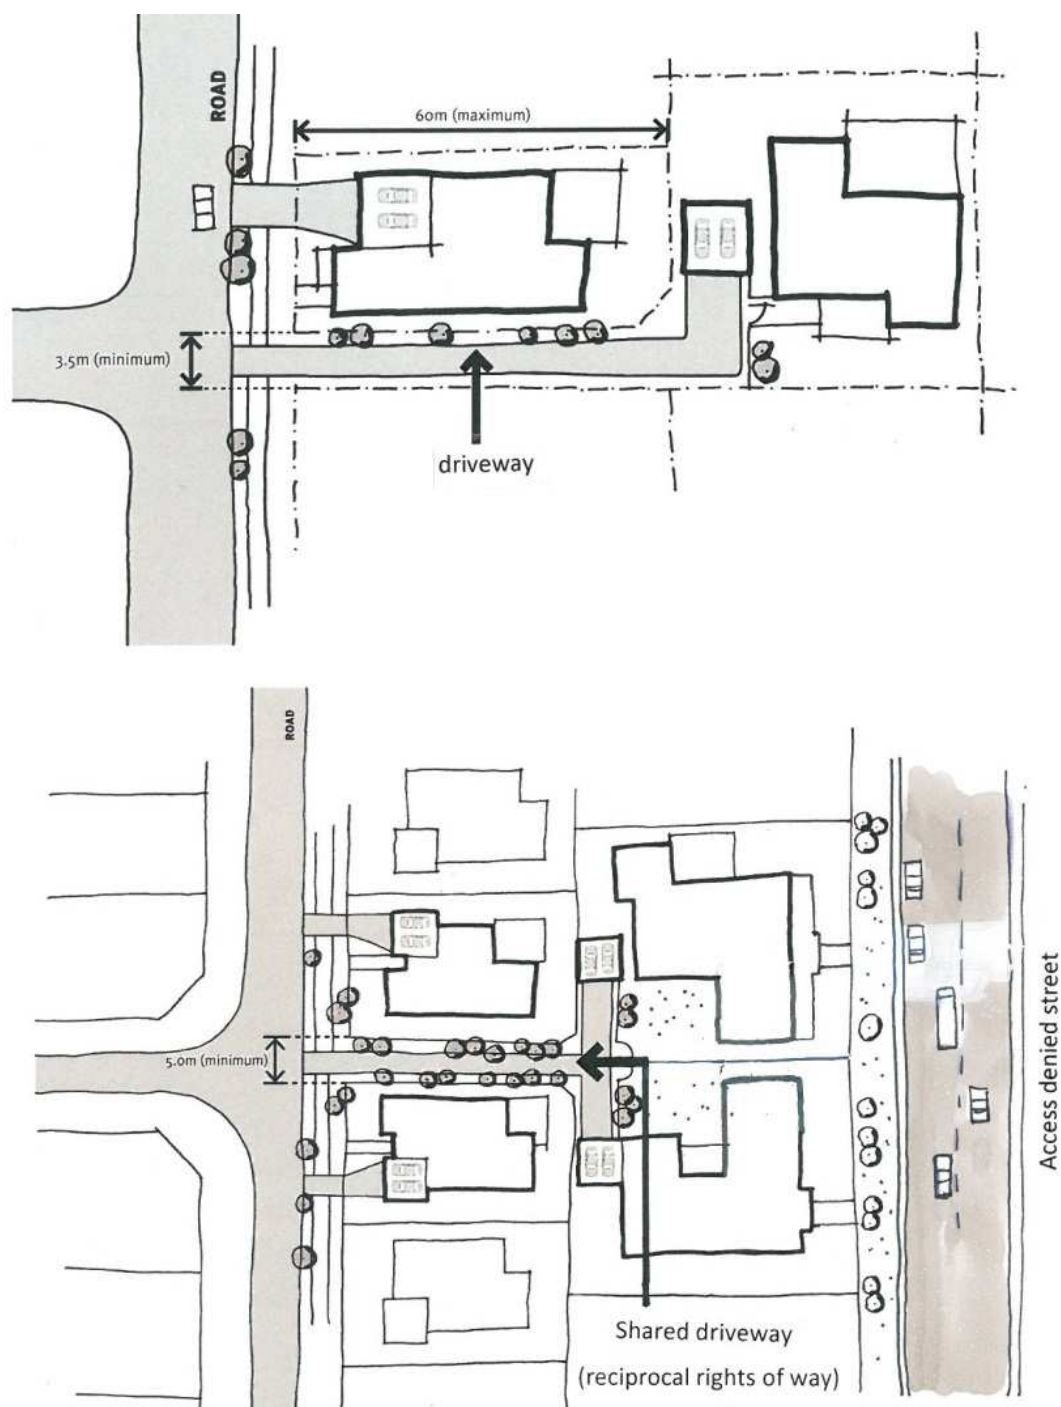 ROAD
60m (maximum)
3.5m (minimum)
driveway
ROAD
5.0m (minimum)
Access denied street
Shared driveway
(reciprocal rights of way)